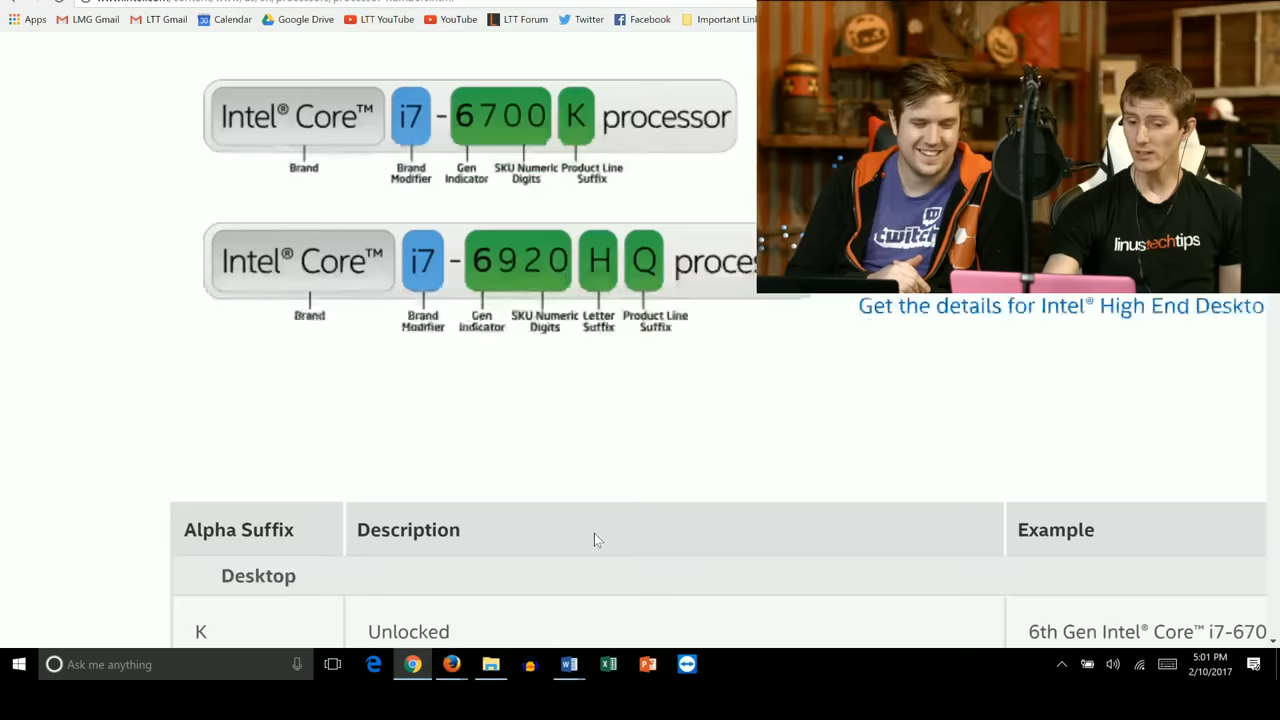 Apps LMG Gmail LTT Gmail Calendar Google Drive LTT YouTube YouTube LTT Forum Twitter Facebook Important Lin
Intel® Core™ i7 - 6700 K processor
Brand Brand Modifier Gen Indicator SKU Numeric Digits Product Line Suffix
Intel® Core™ i7 - 6920 H Q proces
Brand Brand Modifier Gen Indicator SKU Numeric Digits Letter Suffix Product Line Suffix
twitch
linustechtips
Get the details for Intel® High End Deskto
Alpha Suffix Description Example
Desktop
K Unlocked 6th Gen Intel® Core™ i7-670
Ask me anything
5:01 PM
2/10/2017